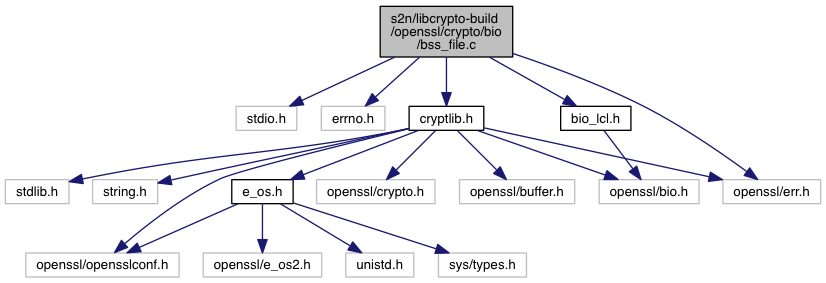 s2n/libcrypto-build
/openssl/crypto/bio
/bss_file.c
stdio.h
errno.h
cryptlib.h
bio_lcl.h
stdlib.h
string.h
e_os.h
openssl/crypto.h
openssl/buffer.h
openssl/bio.h
openssl/err.h
openssl/opensslconf.h
openssl/e_os2.h
unistd.h
sys/types.h